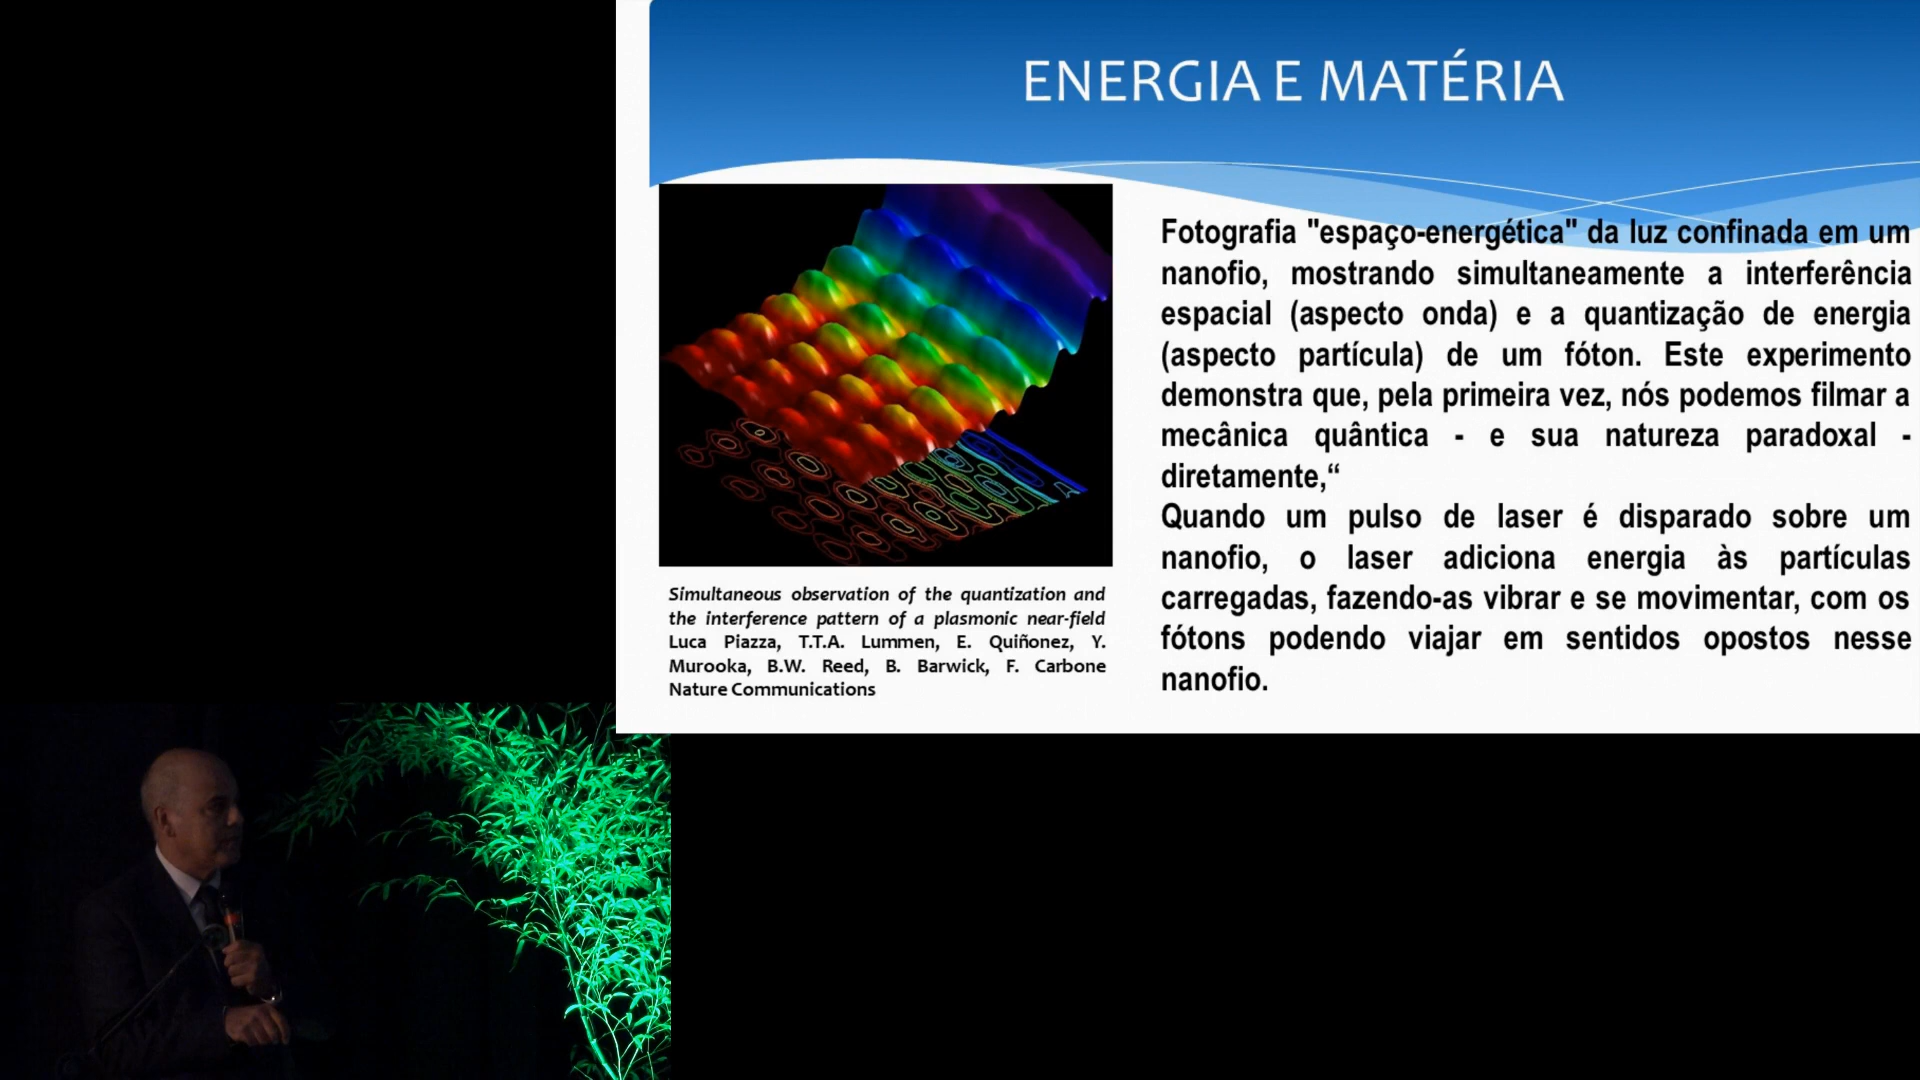 ENERGIA E MATÉRIA
Fotografia "espaço-energética" da luz confinada em um
nanofio, mostrando simultaneamente a interferência
espacial (aspecto onda) e a quantização de energia
(aspecto partícula) de um fóton. Este experimento
demonstra que, pela primeira vez, nós podemos filmar a
mecânica quântica - e sua natureza paradoxal -
diretamente,“
Quando um pulso de laser é disparado sobre um
nanofio, o laser adiciona energia às partículas
carregadas, fazendo-as vibrar e se movimentar, com os
fótons podendo viajar em sentidos opostos nesse
nanofio.
Simultaneous observation of the quantization and
the interference pattern of a plasmonic near-field
Luca Piazza, T.T.A. Lummen, E. Quiñonez, Y.
Murooka, B.W. Reed, B. Barwick, F. Carbone
Nature Communications